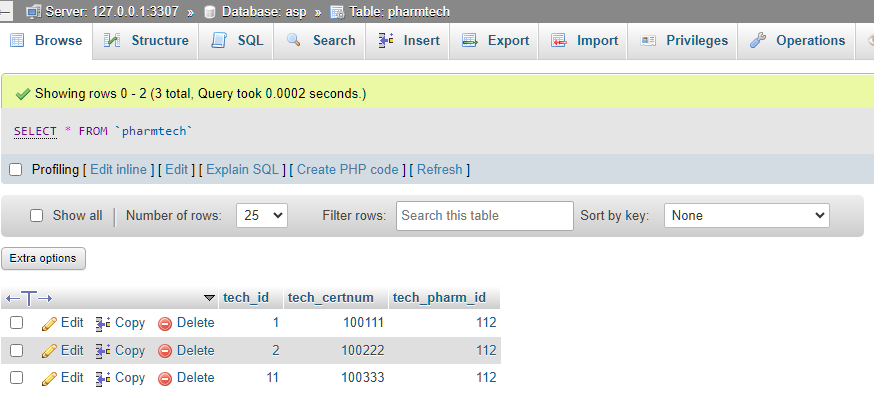 Server: 127.0.0.1:3307 » Database: asp » Table: pharmtech
Browse Structure SQL Search Insert Export Import Privileges Operations
Showing rows 0 - 2 (3 total, Query took 0.0002 seconds.)
SELECT * FROM `pharmtech`
Profiling [ Edit inline ] [ Edit ] [ Explain SQL ] [ Create PHP code ] [ Refresh ]
Show all Number of rows: 25 Filter rows: Search this table Sort by key: None
Extra options
←T→ tech_id tech_certnum tech_pharm_id
Edit Copy Delete 1 100111 112
Edit Copy Delete 2 100222 112
Edit Copy Delete 11 100333 112